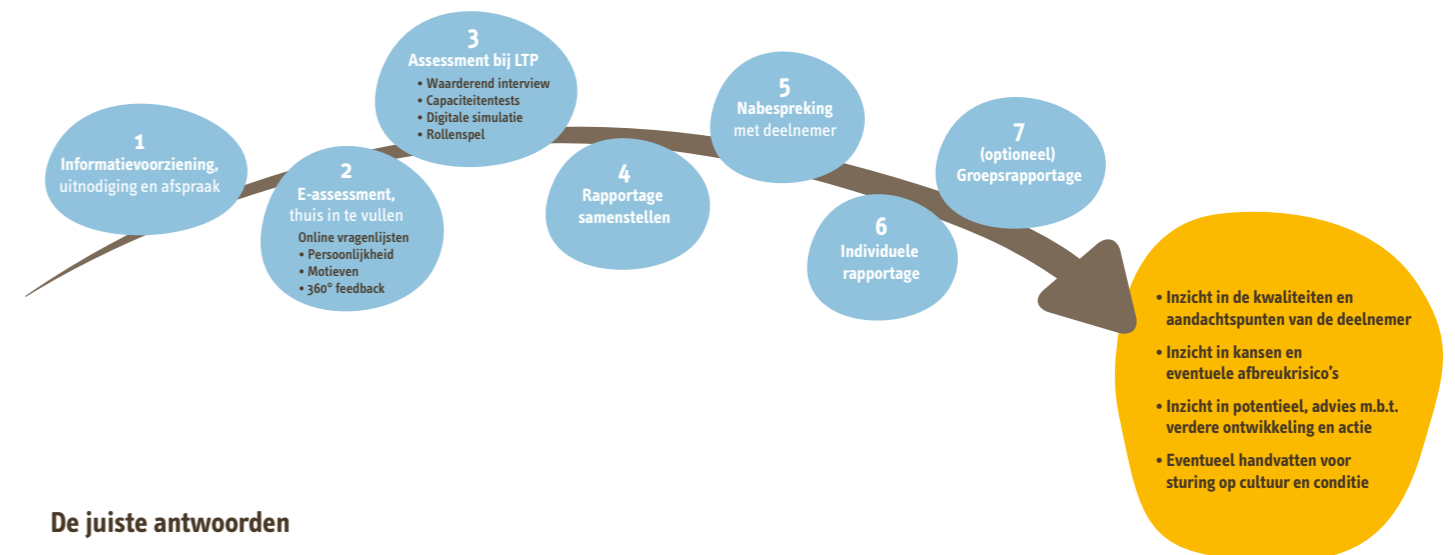 1
Informatievoorziening,
uitnodiging en afspraak
2
E-assessment,
thuis in te vullen
Online vragenlijsten
• Persoonlijkheid
• Motieven
• 360° feedback
3
Assessment bij LTP
• Waarderend interview
• Capaciteitentests
• Digitale simulatie
• Rollenspel
4
Rapportage
samenstellen
5
Nabespreking
met deelnemer
6
Individuele
rapportage
7
(optioneel)
Groepsrapportage
• Inzicht in de kwaliteiten en
aandachtspunten van de deelnemer
• Inzicht in kansen en
eventuele afbreukrisico's
• Inzicht in potentieel, advies m.b.t.
verdere ontwikkeling en actie
• Eventueel handvatten voor
sturing op cultuur en conditie
De juiste antwoorden